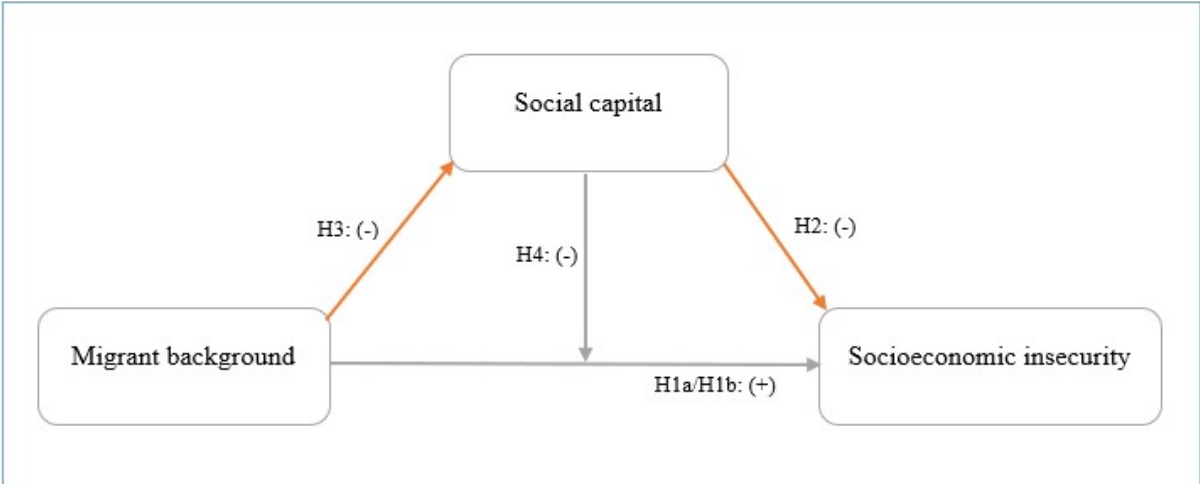 Social capital
H3: (-)
H2: (-)
H4: (-)
Migrant background
Socioeconomic insecurity
H1a/H1b: (+)